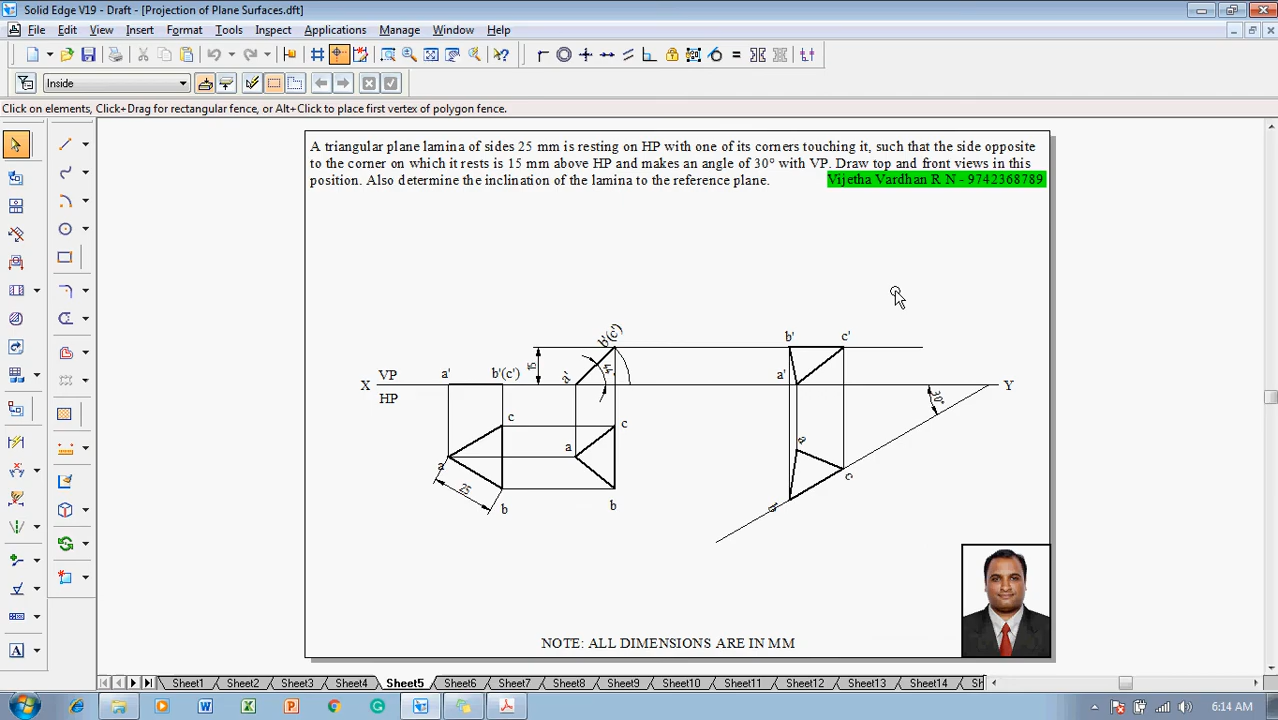 Solid Edge V19 - Draft - [Projection of Plane Surfaces.dft]
File Edit View Insert Format Tools Inspect Applications Manage Window Help
Inside
Click on elements, Click+Drag for rectangular fence, or Alt+Click to place first vertex of polygon fence.
A triangular plane lamina of sides 25 mm is resting on HP with one of its corners touching it, such that the side opposite
to the corner on which it rests is 15 mm above HP and makes an angle of 30° with VP. Draw top and front views in this
position. Also determine the inclination of the lamina to the reference plane.
Vijetha Vardhan R N - 9742368789
b'(c')
b' c'
15
44°
X VP a' b'(c') a' a' Y
HP
30°
c c
a a
a c
25
b b b
NOTE: ALL DIMENSIONS ARE IN MM
Sheet1 Sheet2 Sheet3 Sheet4 Sheet5 Sheet6 Sheet7 Sheet8 Sheet9 Sheet10 Sheet11 Sheet12 Sheet13 Sheet14 Sl
6:14 AM